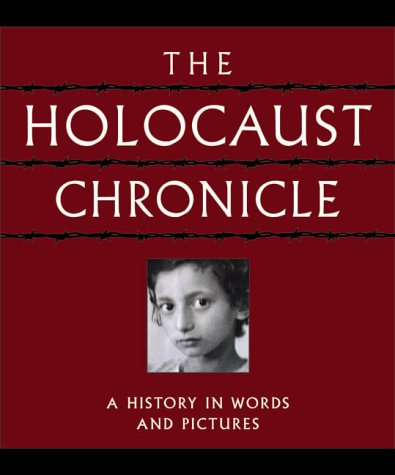 THE
HOLOCAUST
CHRONICLE
A HISTORY IN WORDS
AND PICTURES